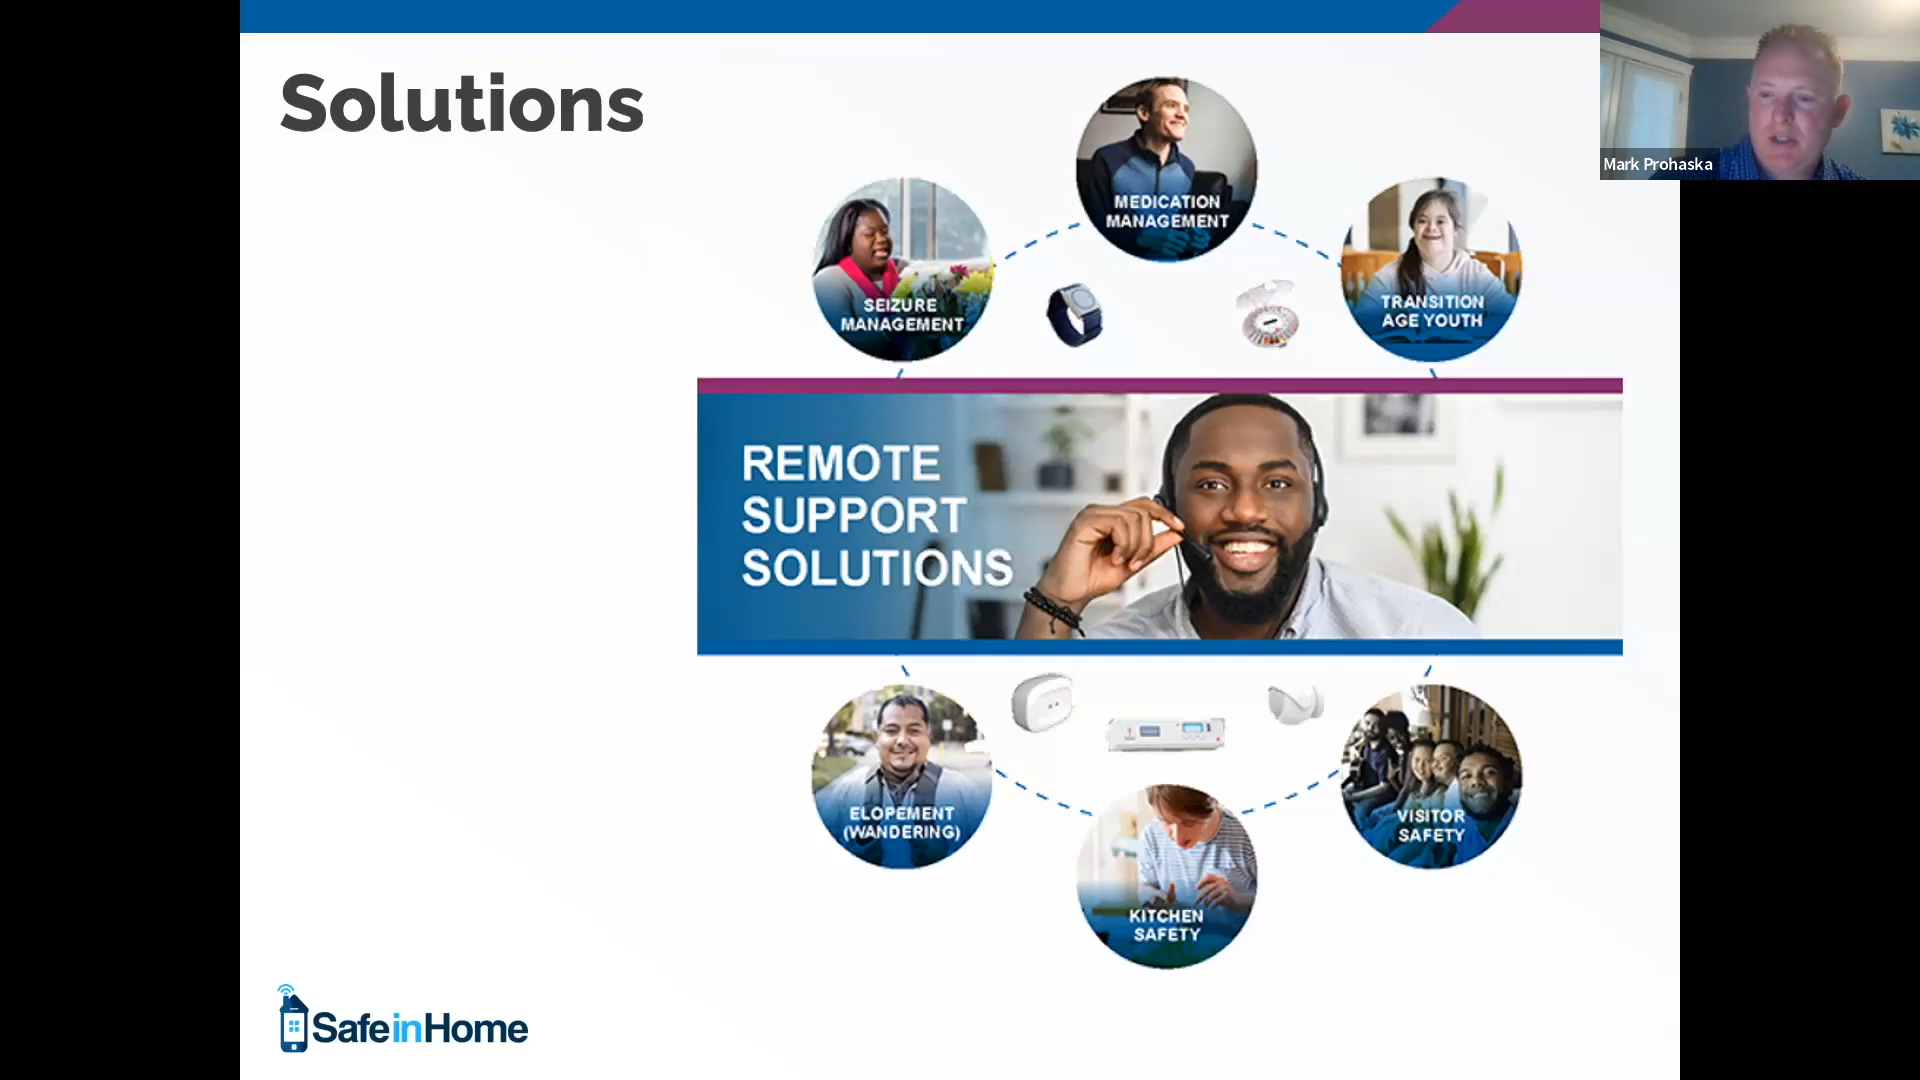 Solutions
Mark Prohaska
MEDICATION
MANAGEMENT
SEIZURE
MANAGEMENT
TRANSITION
AGE YOUTH
REMOTE
SUPPORT
SOLUTIONS
ELOPEMENT
(WANDERING)
VISITOR
SAFETY
KITCHEN
SAFETY
SafeinHome